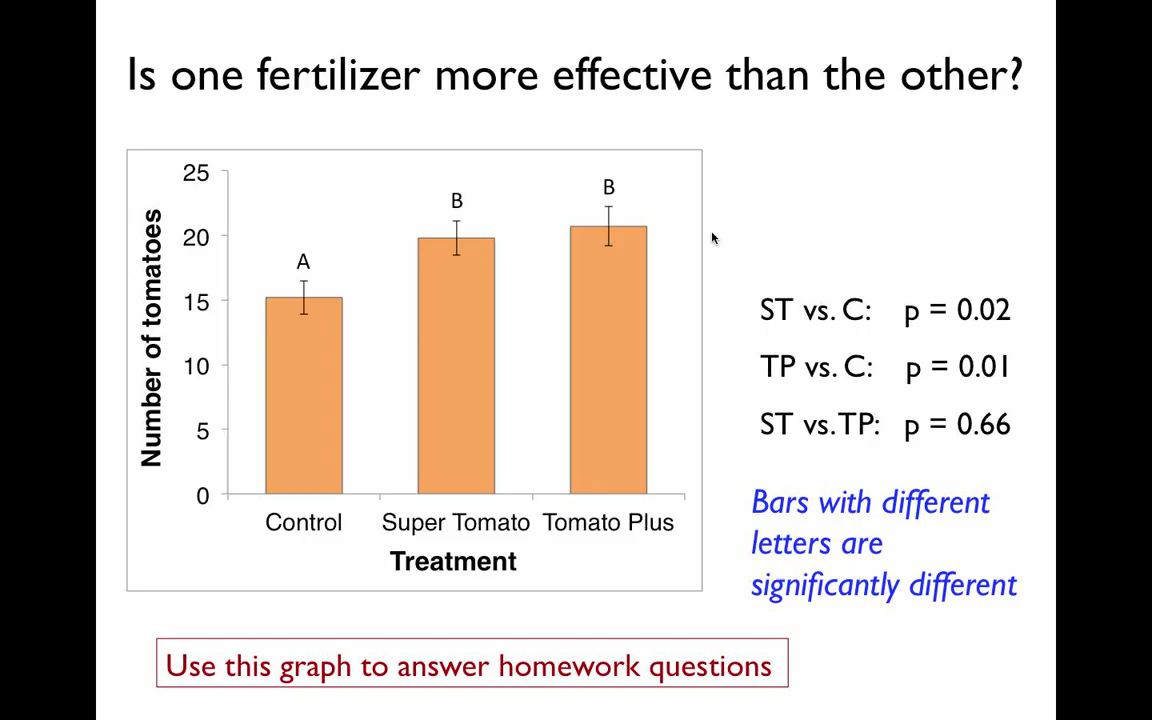 Is one fertilizer more effective than the other?
Number of tomatoes
25
20
15
10
5
0
A
B
B
Control
Super Tomato
Tomato Plus
Treatment
ST vs. C: p = 0.02
TP vs. C: p = 0.01
ST vs. TP: p = 0.66
Bars with different
letters are
significantly different
Use this graph to answer homework questions